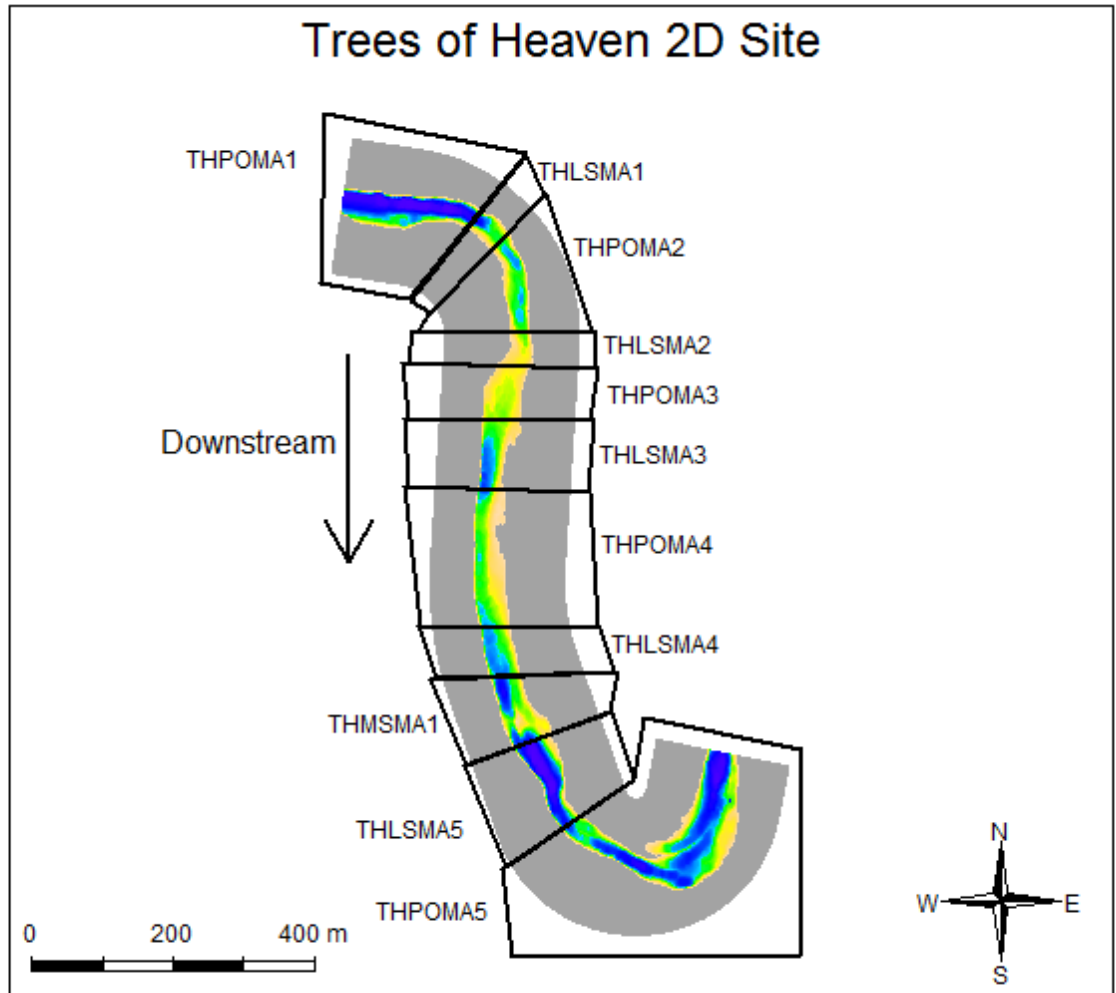 Trees of Heaven 2D Site
THPOMA1
THLSMA1
THPOMA2
THLSMA2
THPOMA3
Downstream
THLSMA3
THPOMA4
THLSMA4
THMSMA1
THLSMA5
THPOMA5
0 200 400 m
N
W E
S